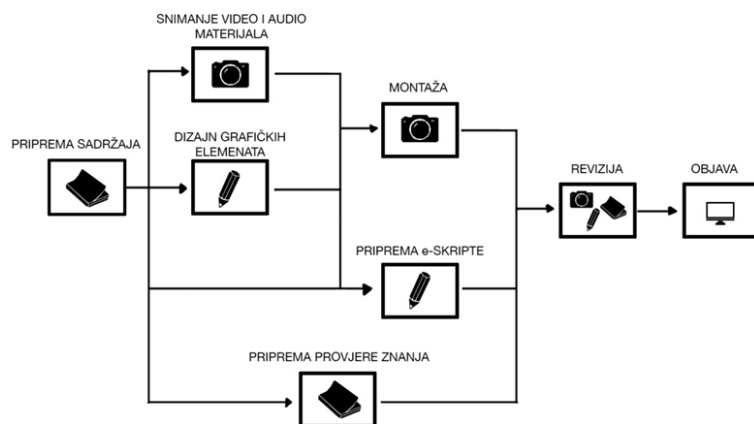 SNIMANJE VIDEO I AUDIO
MATERIJALA
MONTAŽA
PRIPREMA SADRŽAJA
DIZAJN GRAFIČKIH
ELEMENATA
REVIZIJA
OBJAVA
PRIPREMA e-SKRIPTE
PRIPREMA PROVJERE ZNANJA